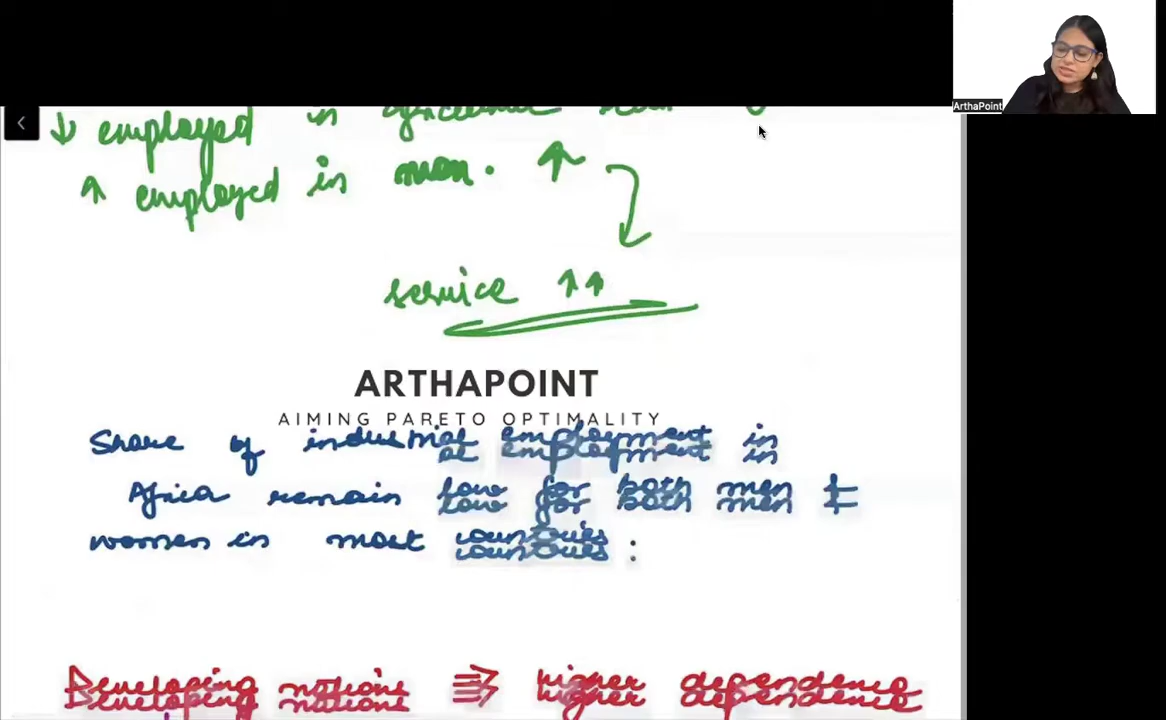 ArthaPoint
↓ employed in agricultural
↑ employed in man. ↑
service ↑↑
ARTHAPOINT
AIMING PARETO OPTIMALITY
Share of industrial employment in
Africa remain low for both men &
women in most countries :
Developing nations ⇒ higher dependence